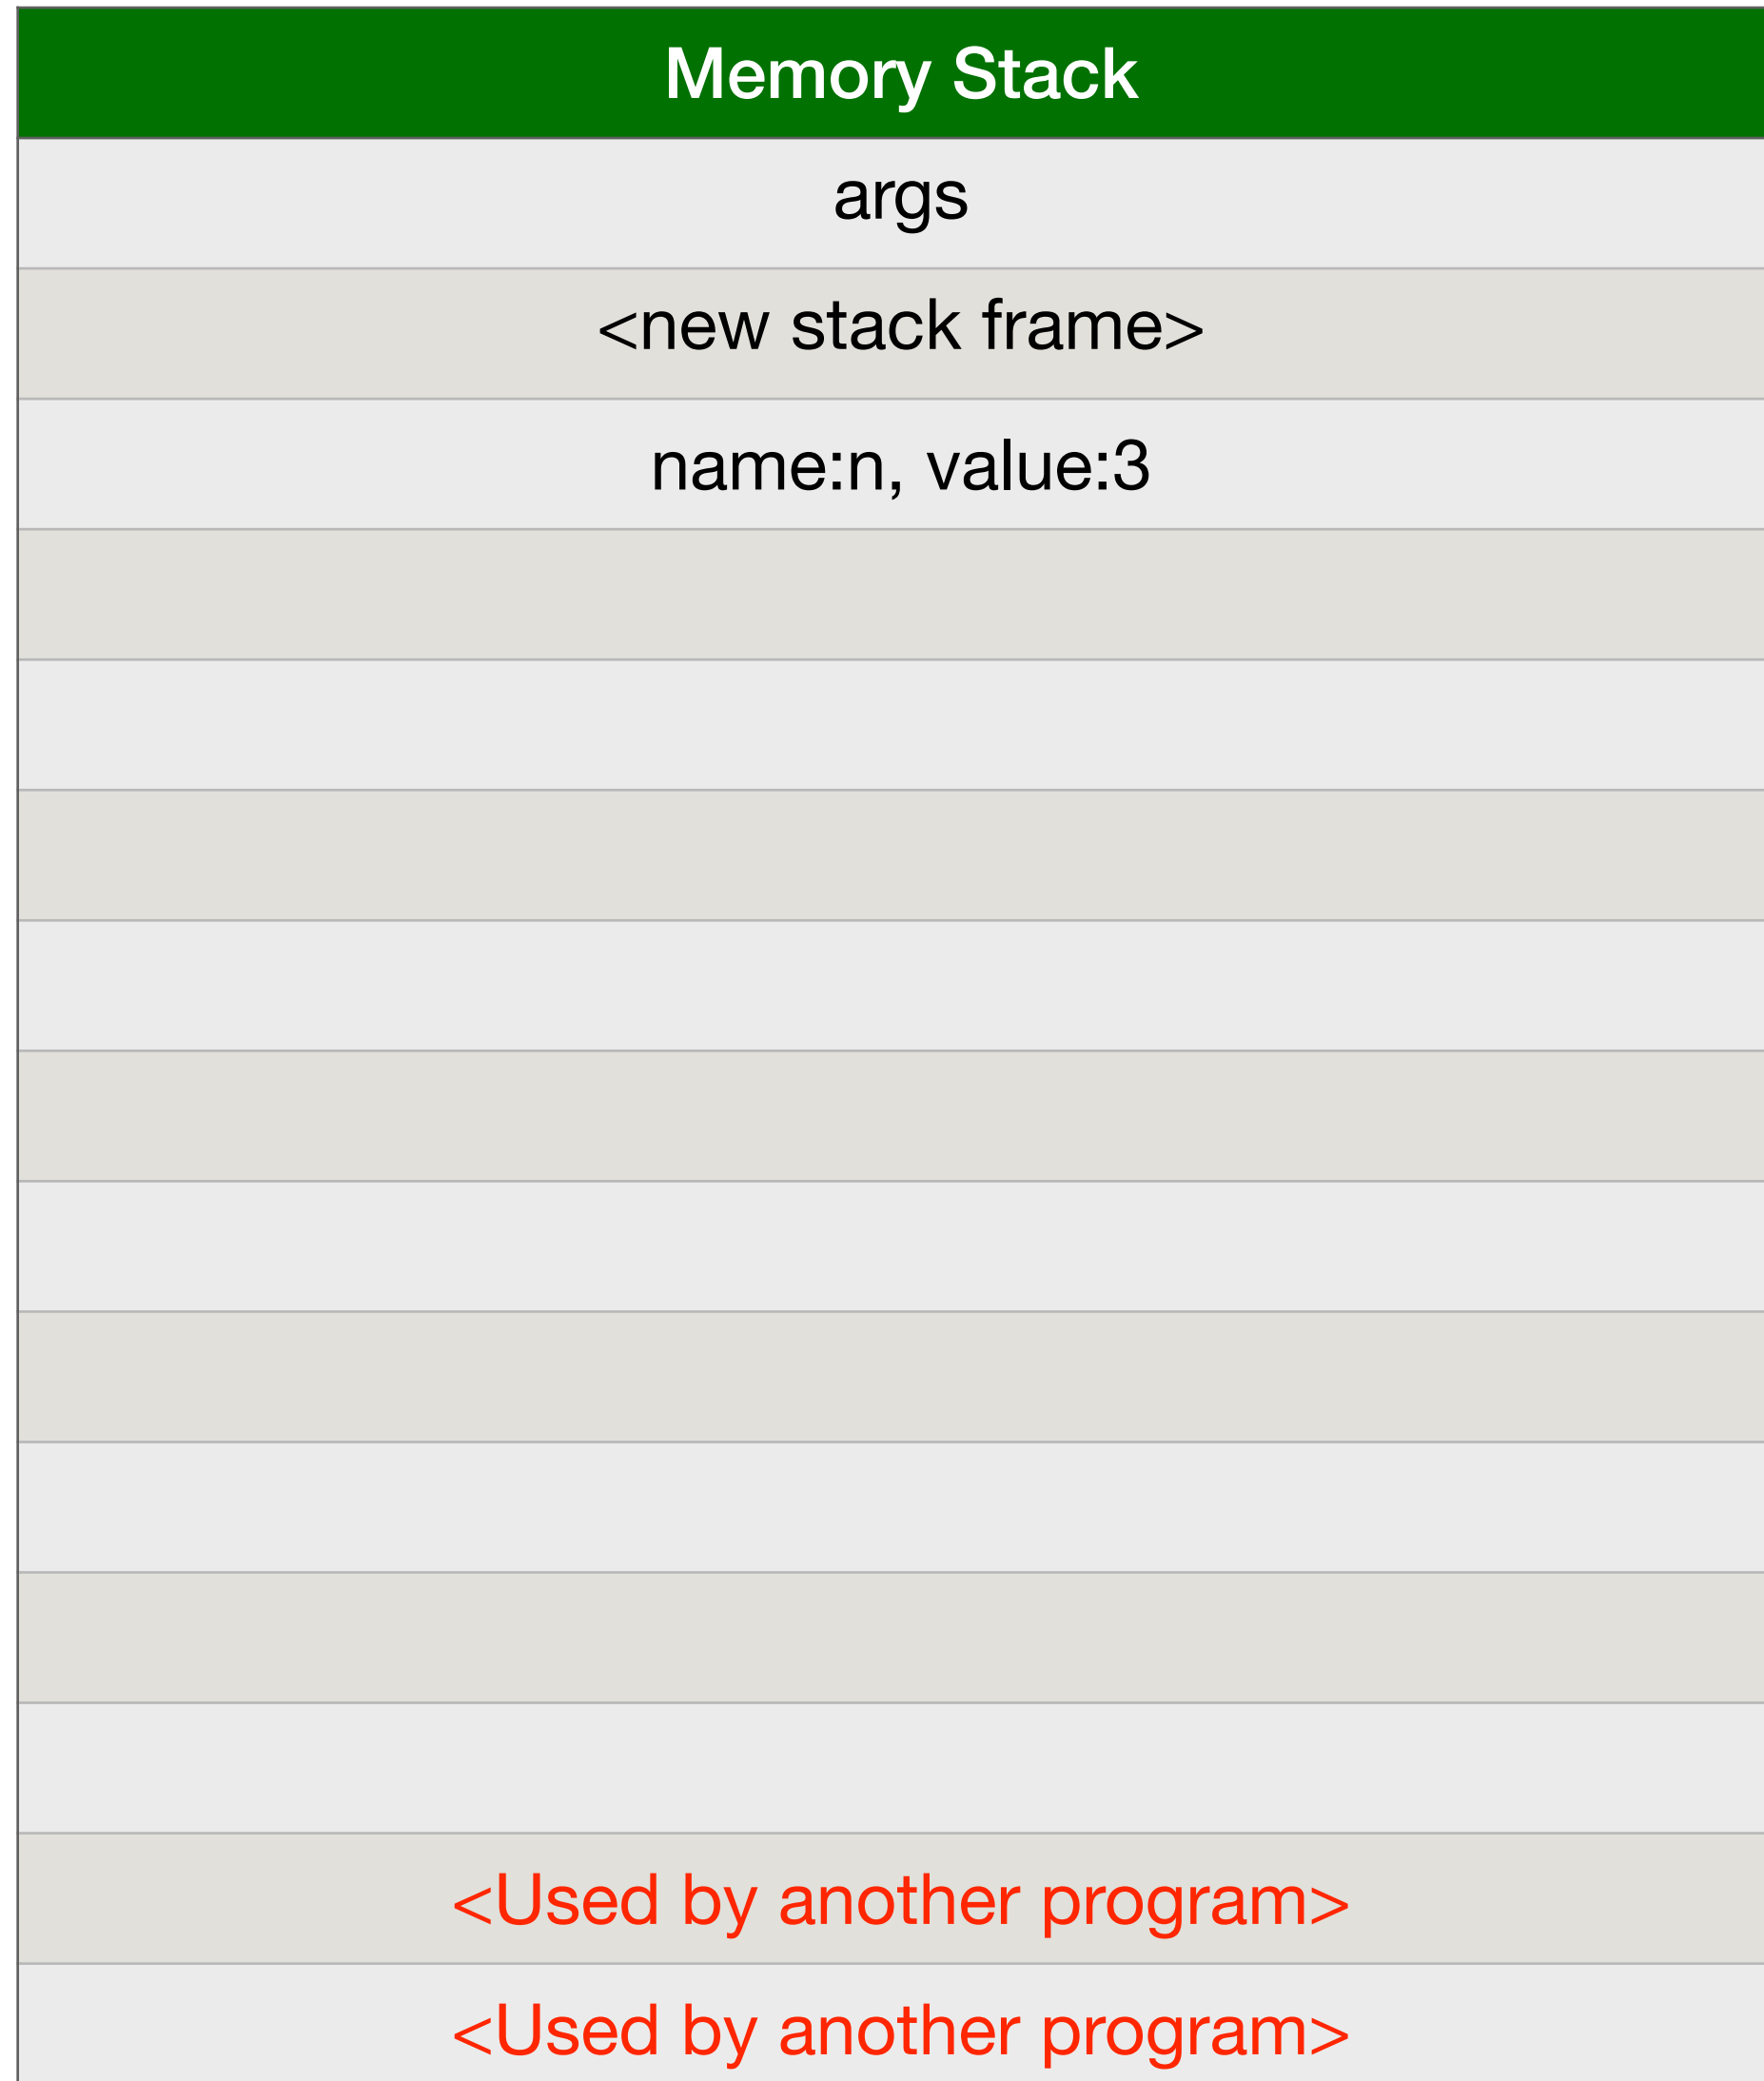 Memory Stack
args
<new stack frame>
name:n, value:3
<Used by another program>
<Used by another program>